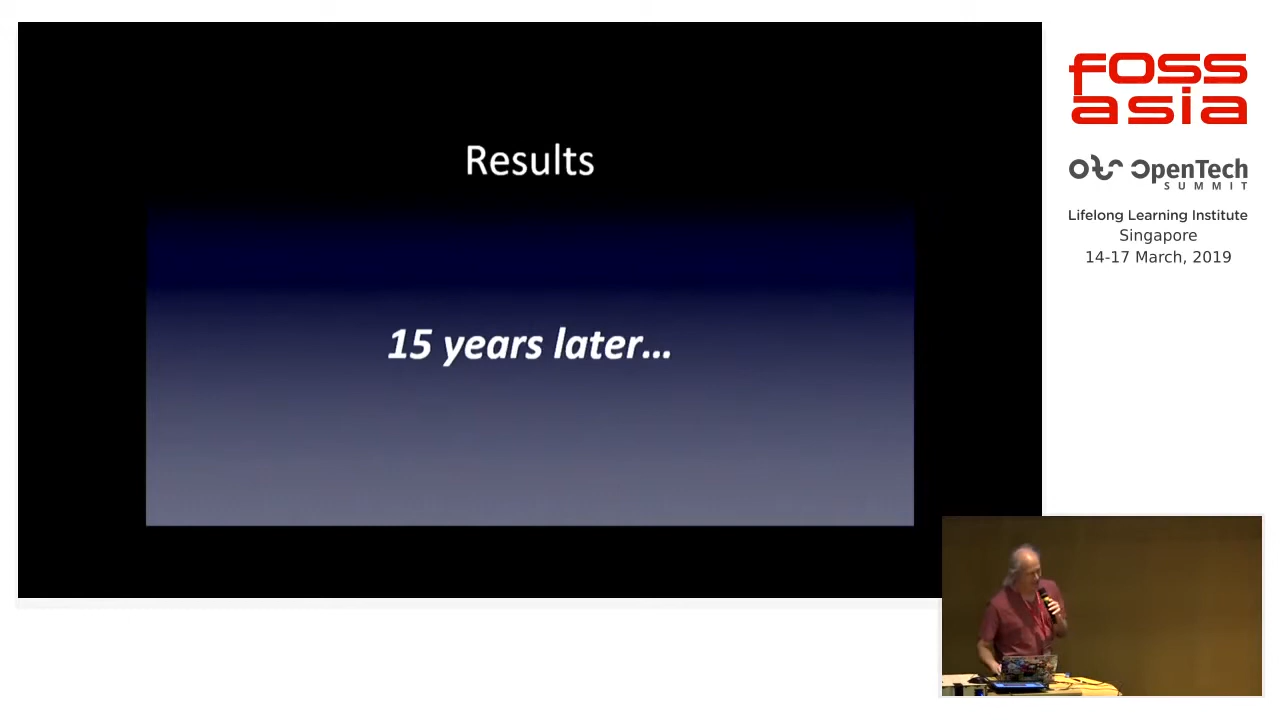 Results
15 years later...
foss
asia
OpenTech
SUMMIT
Lifelong Learning Institute
Singapore
14-17 March, 2019